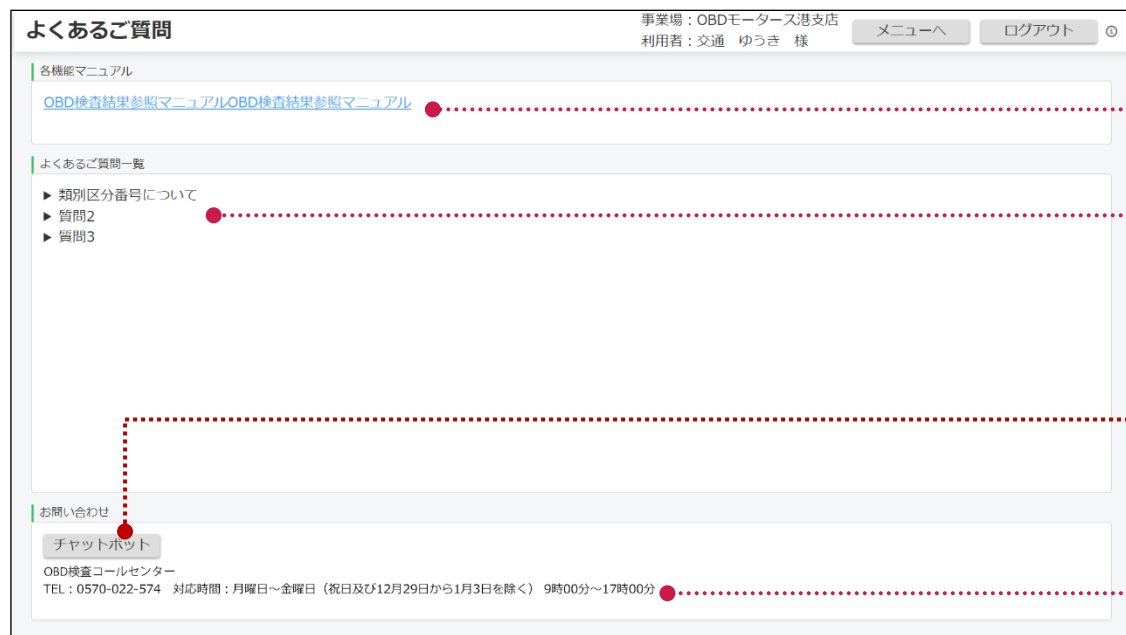 よくあるご質問
事業場：OBDモータース港支店
利用者：交通　ゆうき　様
メニューへ
ログアウト
各機能マニュアル
OBD検査結果参照マニュアルOBD検査結果参照マニュアル
よくあるご質問一覧
▶ 類別区分番号について
▶ 質問2
▶ 質問3
お問い合わせ
チャットボット
OBD検査コールセンター
TEL：0570-022-574　対応時間：月曜日～金曜日（祝日及び12月29日から1月3日を除く） 9時00分～17時00分